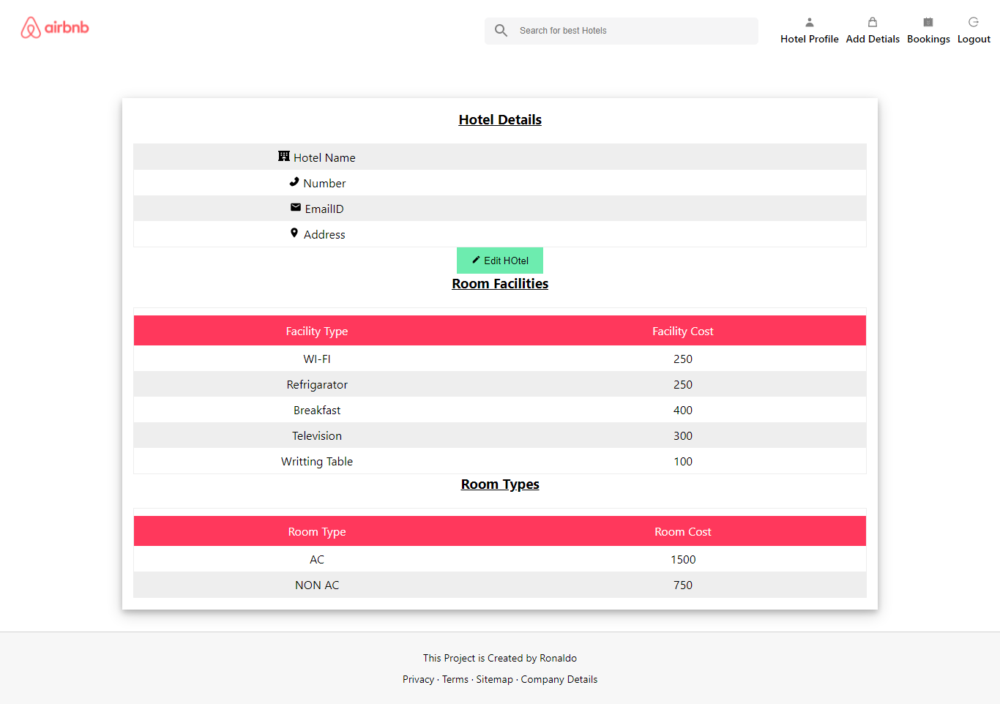 airbnb
Search for best Hotels
Hotel Profile Add Detials Bookings Logout
Hotel Details
Hotel Name
Number
EmailID
Address
Edit HOtel
Room Facilities
Facility Type Facility Cost
WI-FI 250
Refrigarator 250
Breakfast 400
Television 300
Writting Table 100
Room Types
Room Type Room Cost
AC 1500
NON AC 750
This Project is Created by Ronaldo
Privacy · Terms · Sitemap · Company Details